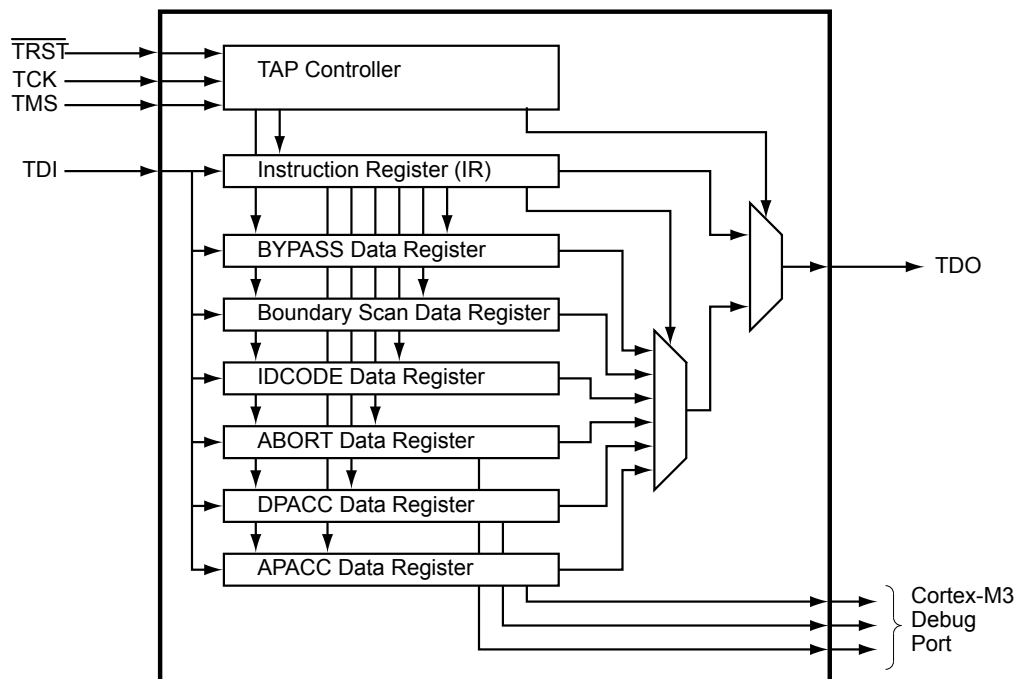 TRST
TCK
TMS
TDI
TAP Controller
Instruction Register (IR)
BYPASS Data Register
Boundary Scan Data Register
IDCODE Data Register
ABORT Data Register
DPACC Data Register
APACC Data Register
TDO
Cortex-M3
Debug
Port